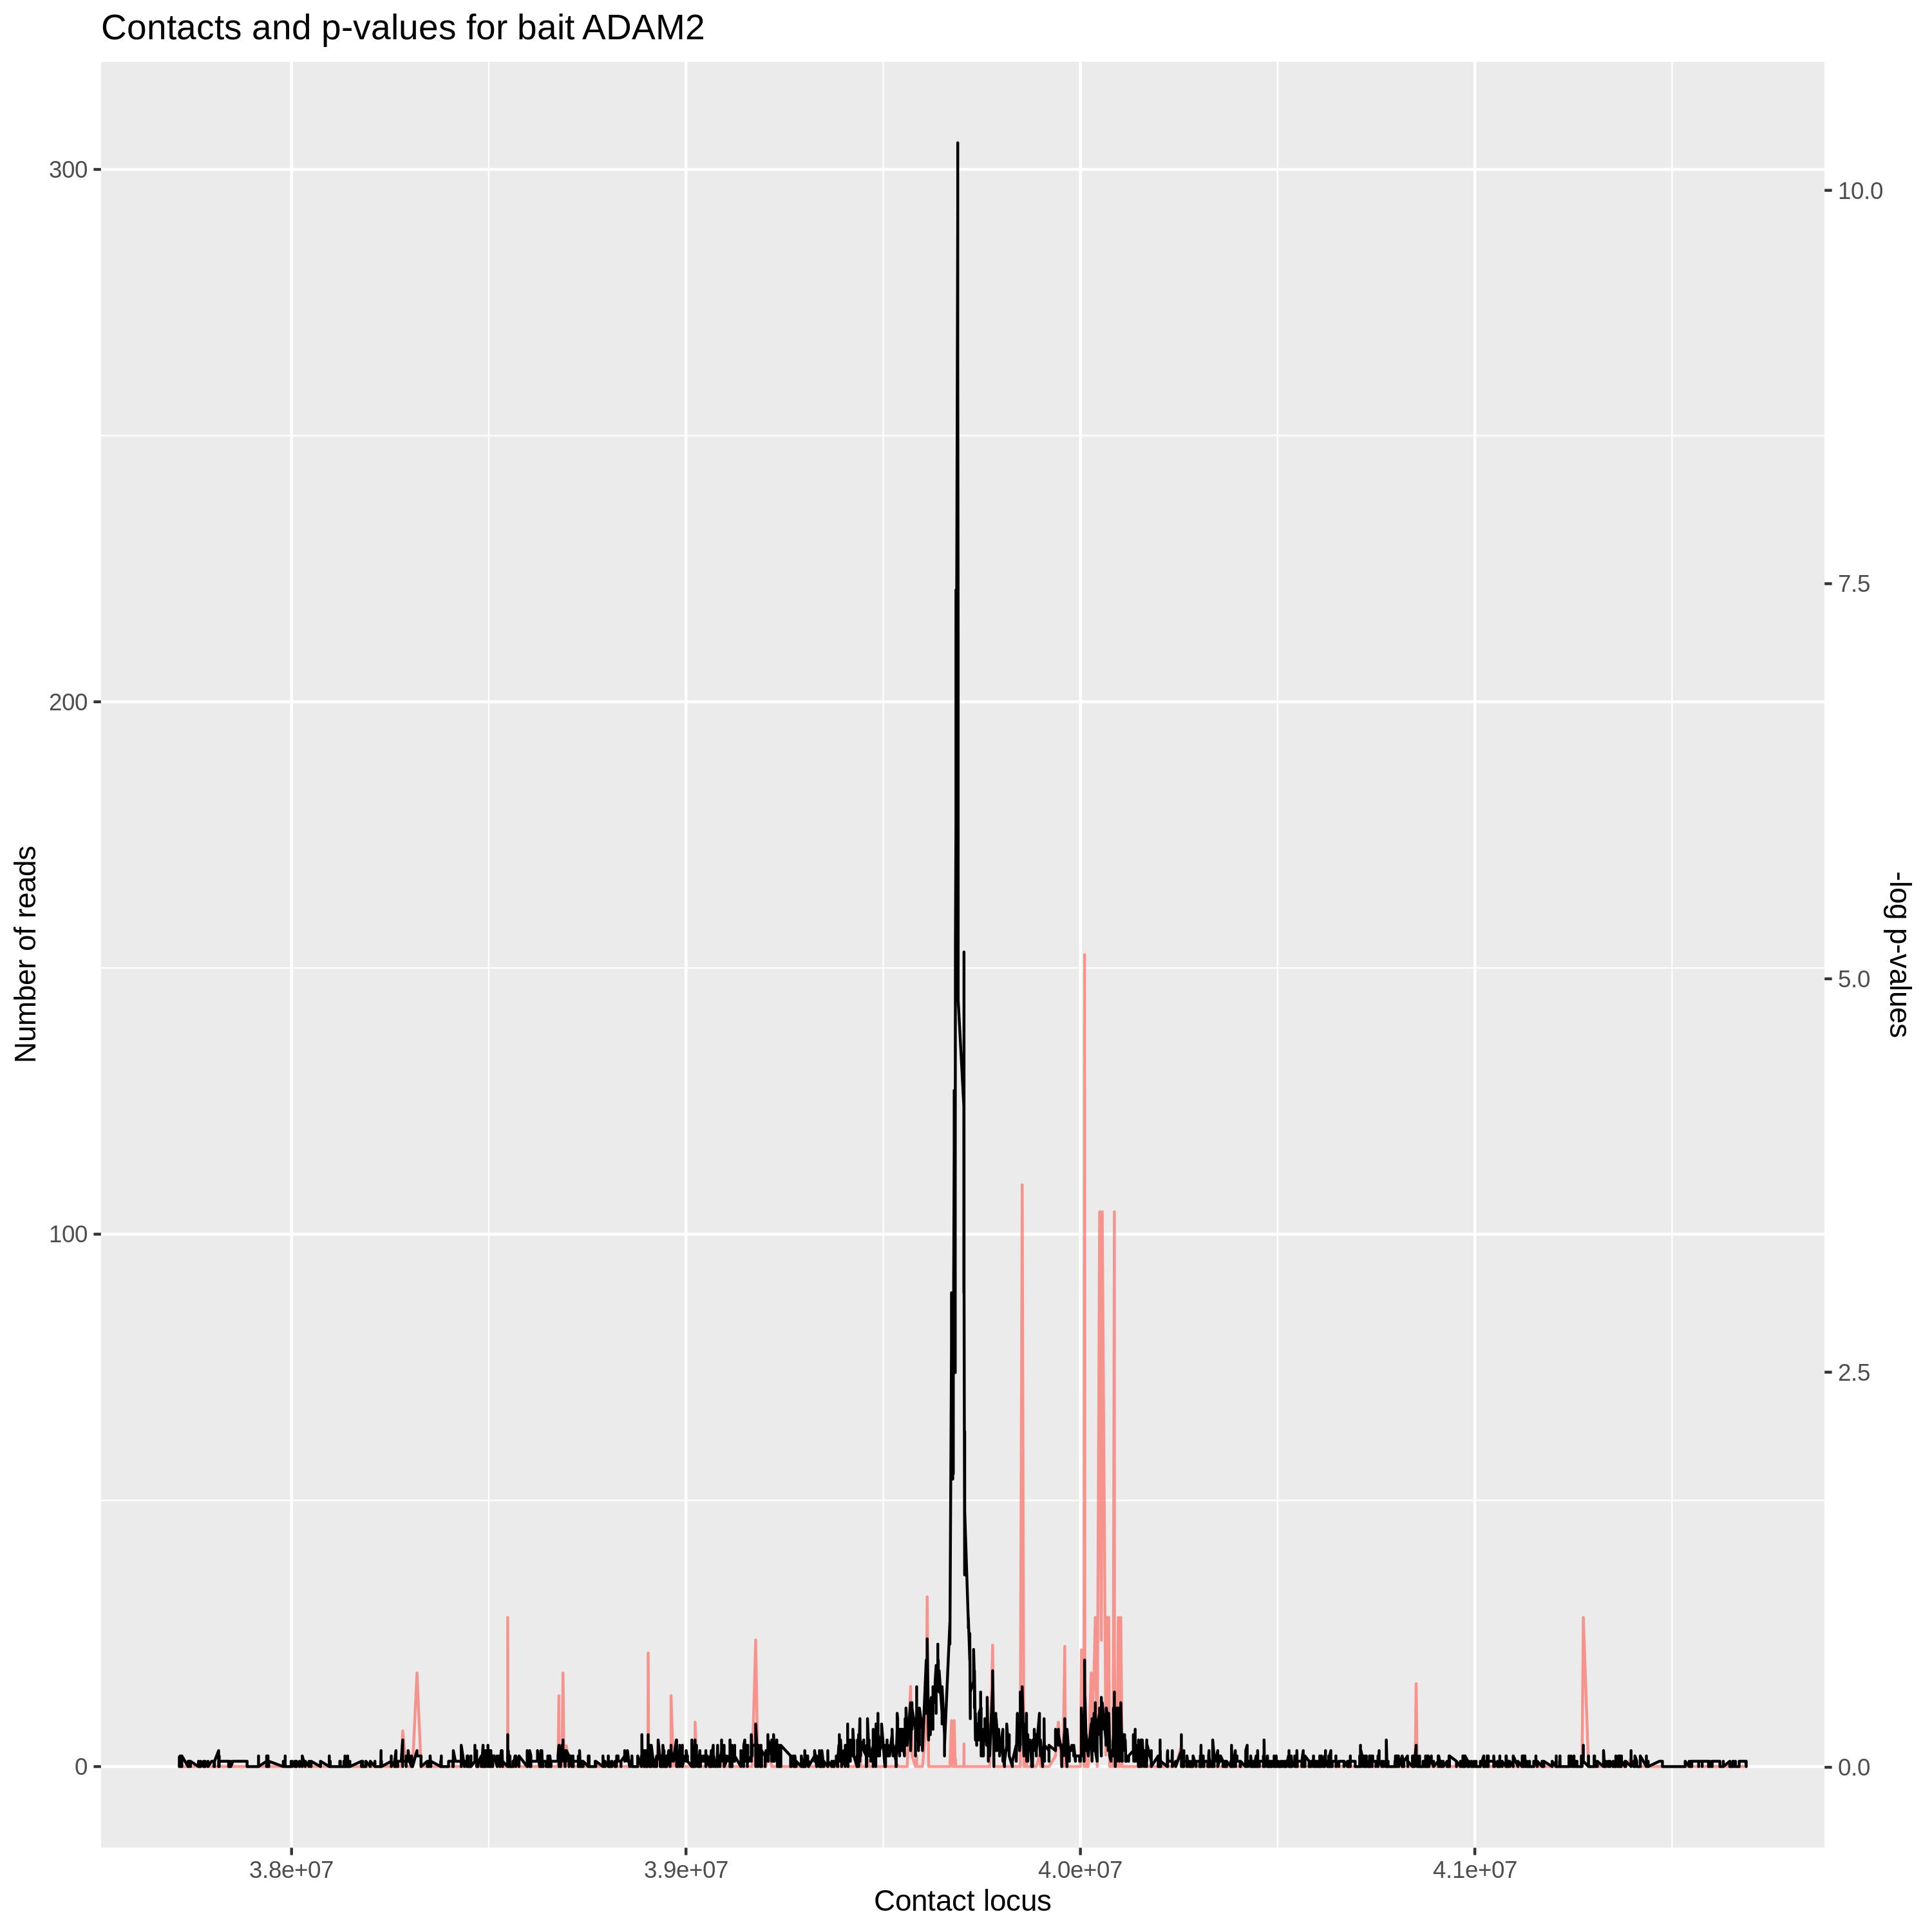 Contacts and p-values for bait ADAM2
300
200
100
0
Number of reads
10.0
7.5
5.0
2.5
0.0
-log p-values
3.8e+07
3.9e+07
4.0e+07
4.1e+07
Contact locus